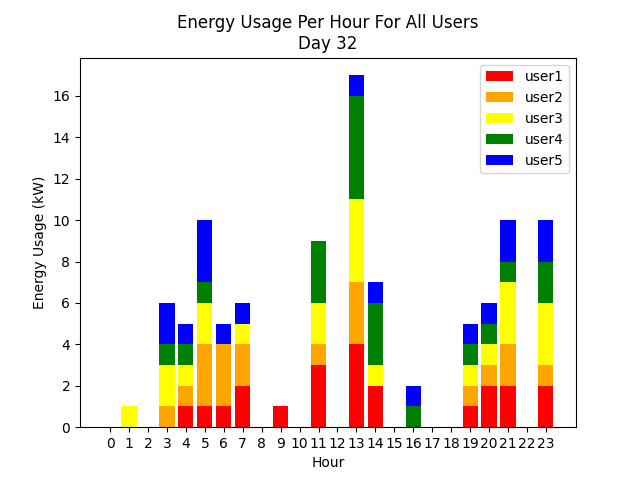 Energy Usage Per Hour For All Users
Day 32
user1
user2
user3
user4
user5
Energy Usage (kW)
16
14
12
10
8
6
4
2
0
0 1 2 3 4 5 6 7 8 9 10 11 12 13 14 15 16 17 18 19 20 21 22 23
Hour